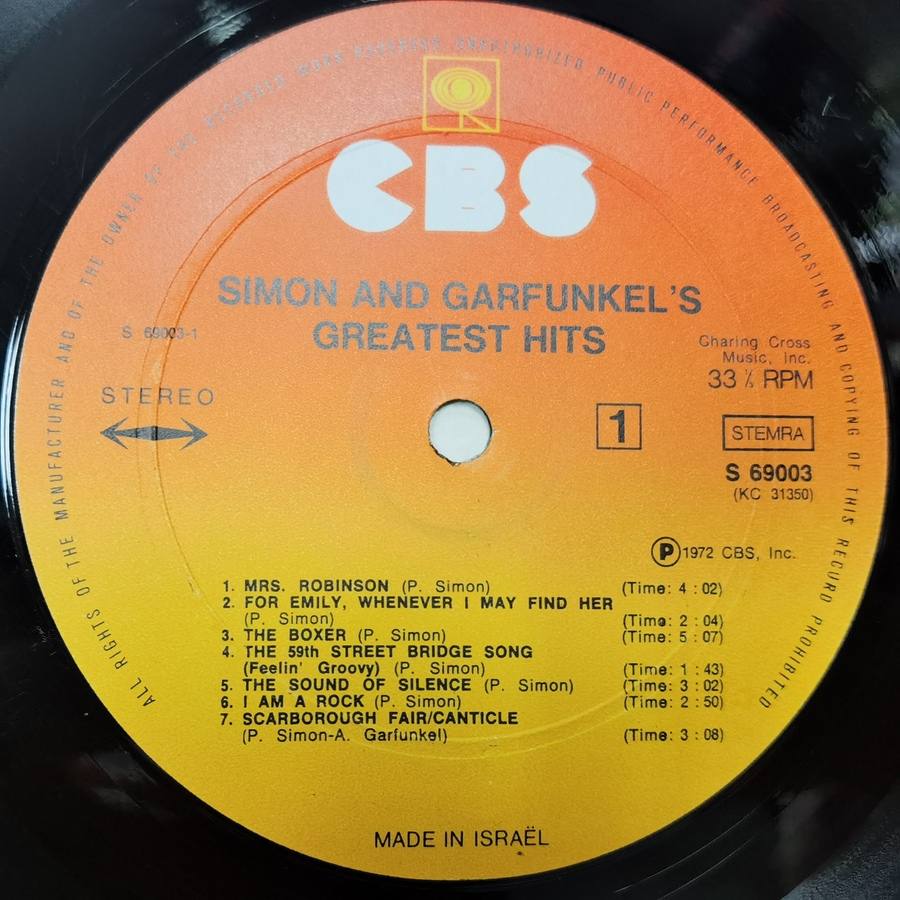 ALL RIGHTS OF THE MANUFACTURER AND OF THE OWNER OF THE RECORDED WORK RESERVED UNAUTHORIZED PUBLIC PERFORMANCE BROADCASTING AND COPYING OF THIS RECORD PROHIBITED
CBS
SIMON AND GARFUNKEL'S
GREATEST HITS
S 69003-1
Charing Cross
Music, Inc.
33 ⅓ RPM
STEREO
1
STEMRA
S 69003
(KC 31350)
Ⓟ1972 CBS, Inc.
1. MRS. ROBINSON (P. Simon) (Time: 4 : 02)
2. FOR EMILY, WHENEVER I MAY FIND HER
(P. Simon) (Time: 2 : 04)
3. THE BOXER (P. Simon) (Time: 5 : 07)
4. THE 59th STREET BRIDGE SONG
(Feelin' Groovy) (P. Simon) (Time: 1 : 43)
5. THE SOUND OF SILENCE (P. Simon) (Time: 3 : 02)
6. I AM A ROCK (P. Simon) (Time: 2 : 50)
7. SCARBOROUGH FAIR/CANTICLE
(P. Simon-A. Garfunkel) (Time: 3 : 08)
MADE IN ISRAËL